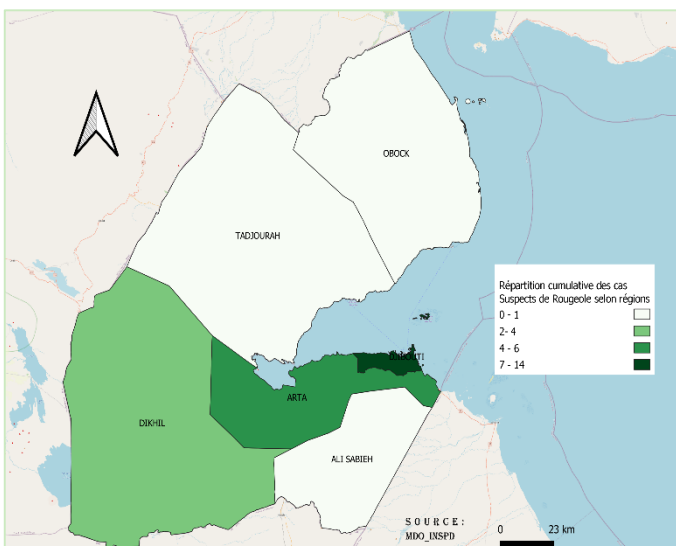 OBOCK
TADJOURAH
Répartition cumulative des cas
Suspects de Rougeole selon régions
0 - 1
2- 4
4 - 6
7 - 14
DJIBOUTI
ARTA
DIKHIL
ALI SABIEH
SOURCE:
MDO_INSPD
0 23 km